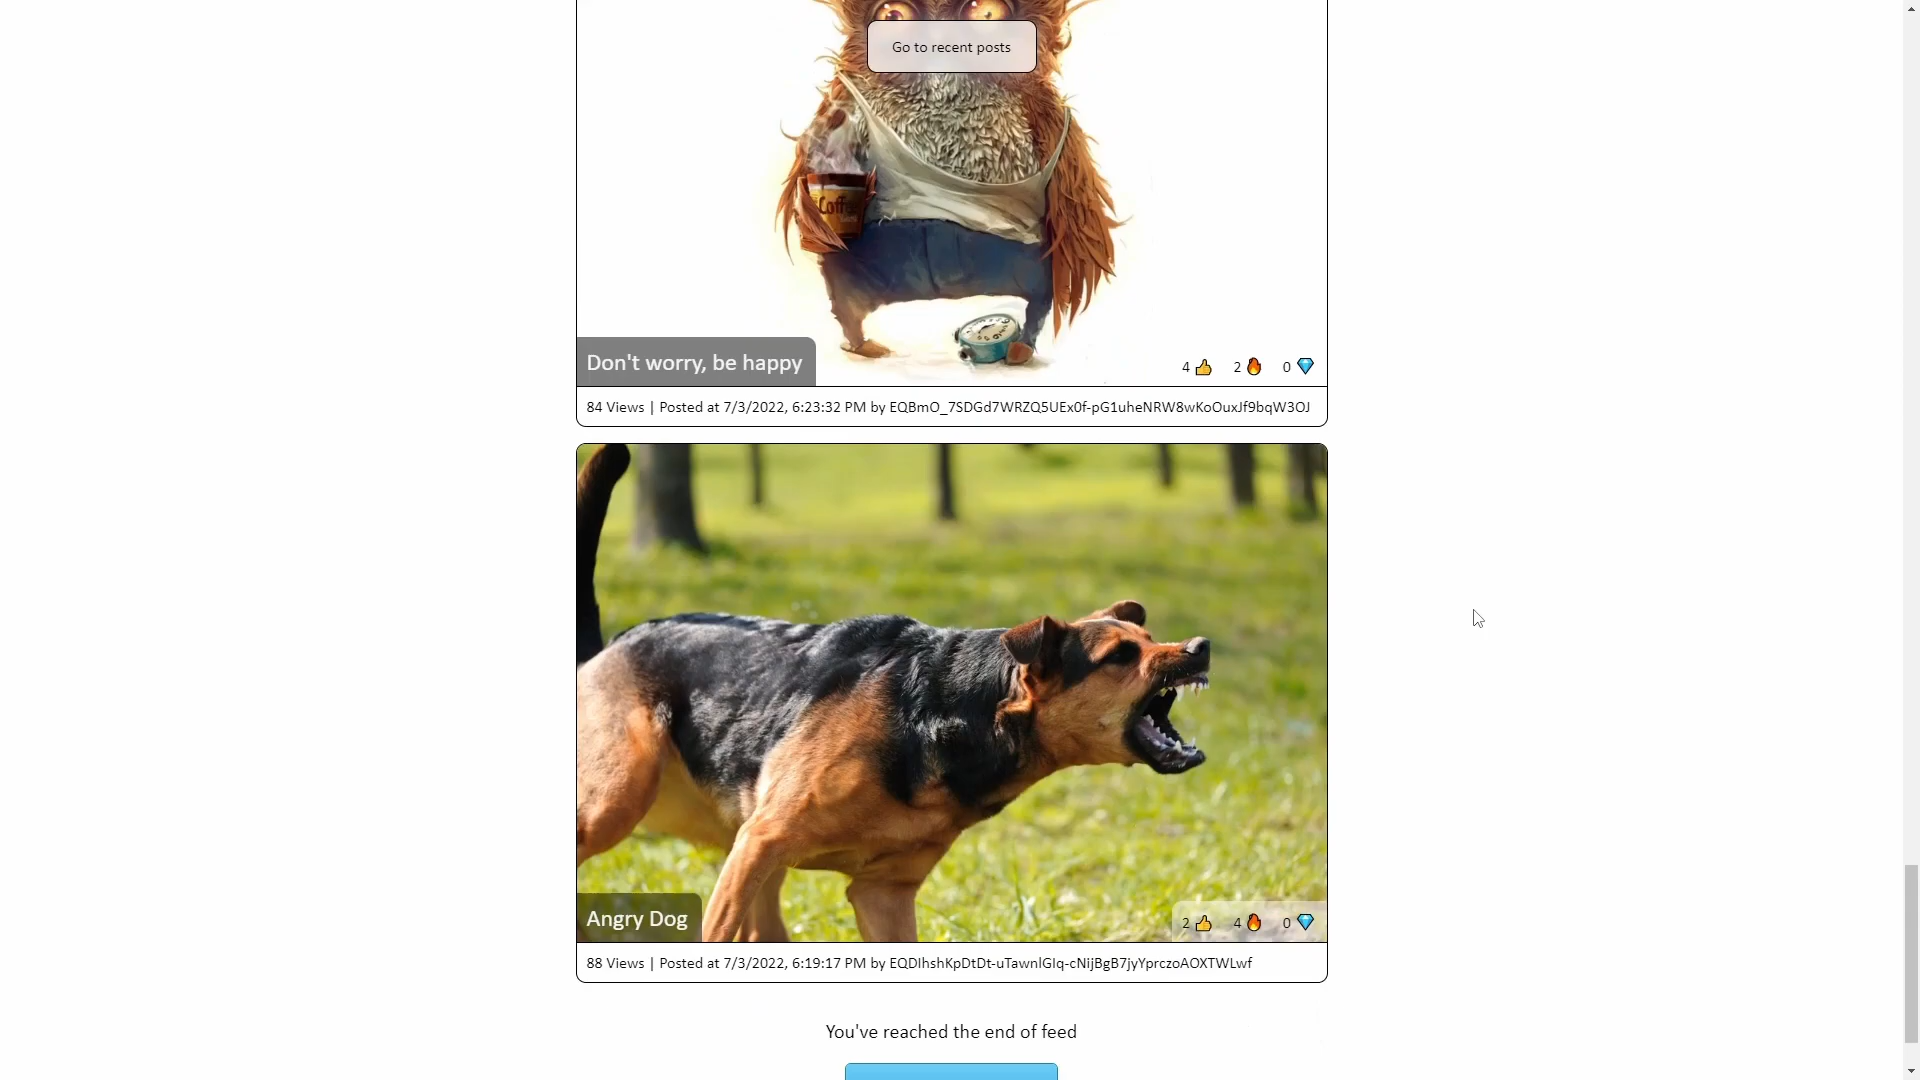 Go to recent posts
Don't worry, be happy
4 2 0
84 Views | Posted at 7/3/2022, 6:23:32 PM by EQBmO_7SDGd7WRZQ5UEx0f-pG1uheNRW8wKoOuxJf9bqW3OJ
Angry Dog
2 4 0
88 Views | Posted at 7/3/2022, 6:19:17 PM by EQDIhshKpDtDt-uTawnlGIq-cNijBgB7jyYprczoAOXTWLwf
You've reached the end of feed